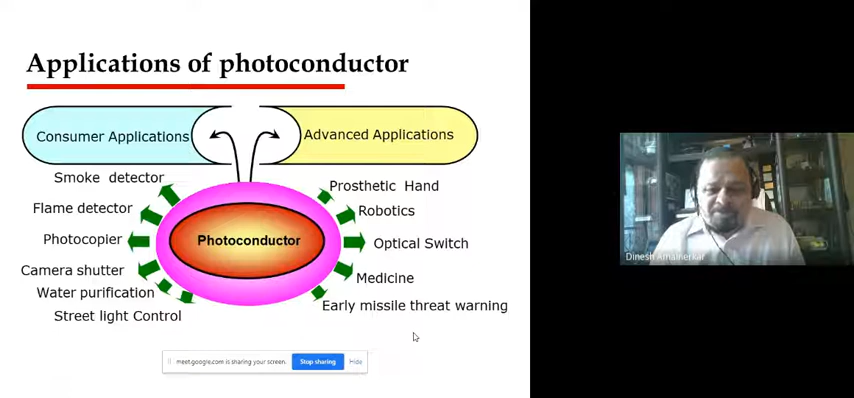 Applications of photoconductor
Consumer Applications
Advanced Applications
Smoke detector
Flame detector
Photocopier
Camera shutter
Water purification
Street light Control
Photoconductor
Prosthetic Hand
Robotics
Optical Switch
Medicine
Early missile threat warning
meet.google.com is sharing your screen.
Stop sharing
Hide
Dinesh Amalnerkar